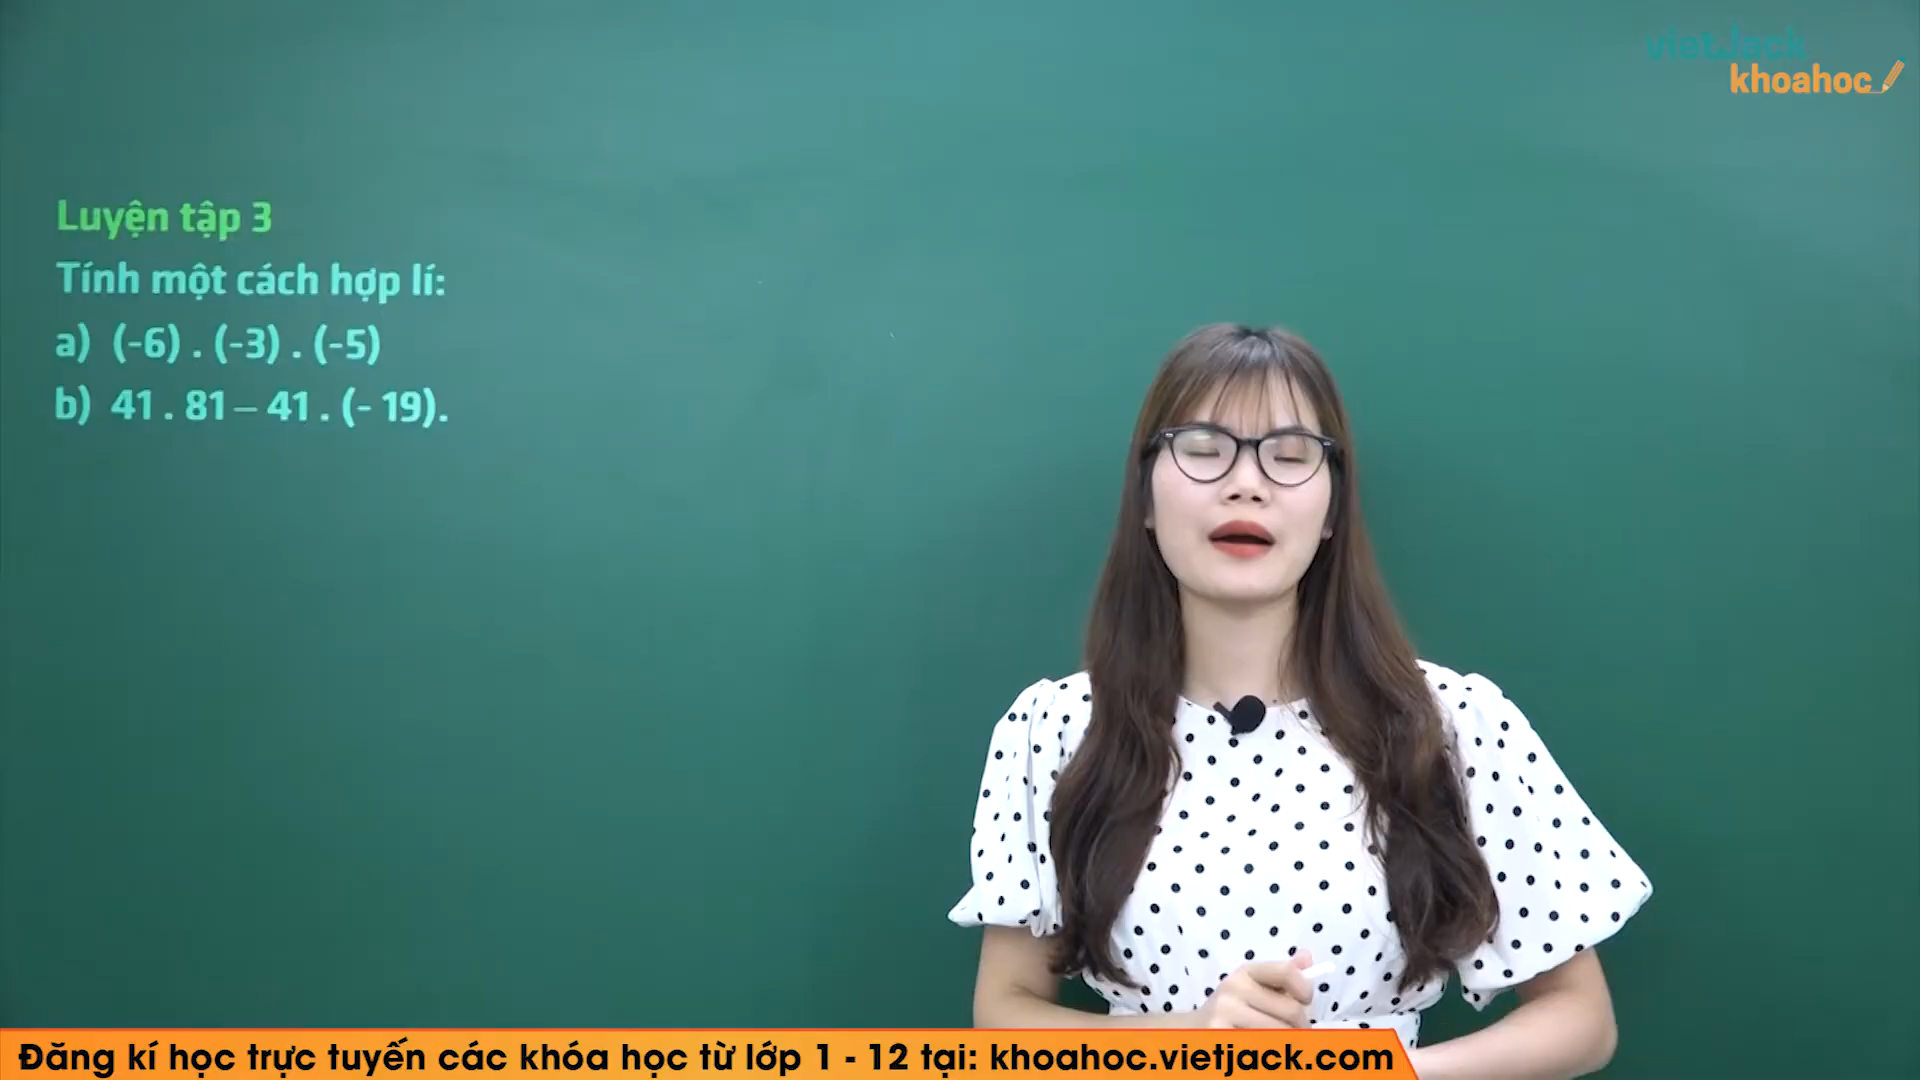 vietJack
khoahoc
Luyện tập 3
Tính một cách hợp lí:
a) (-6) . (-3) . (-5)
b) 41 . 81 – 41 . (- 19).
Đăng kí học trực tuyến các khóa học từ lớp 1 - 12 tại: khoahoc.vietjack.com